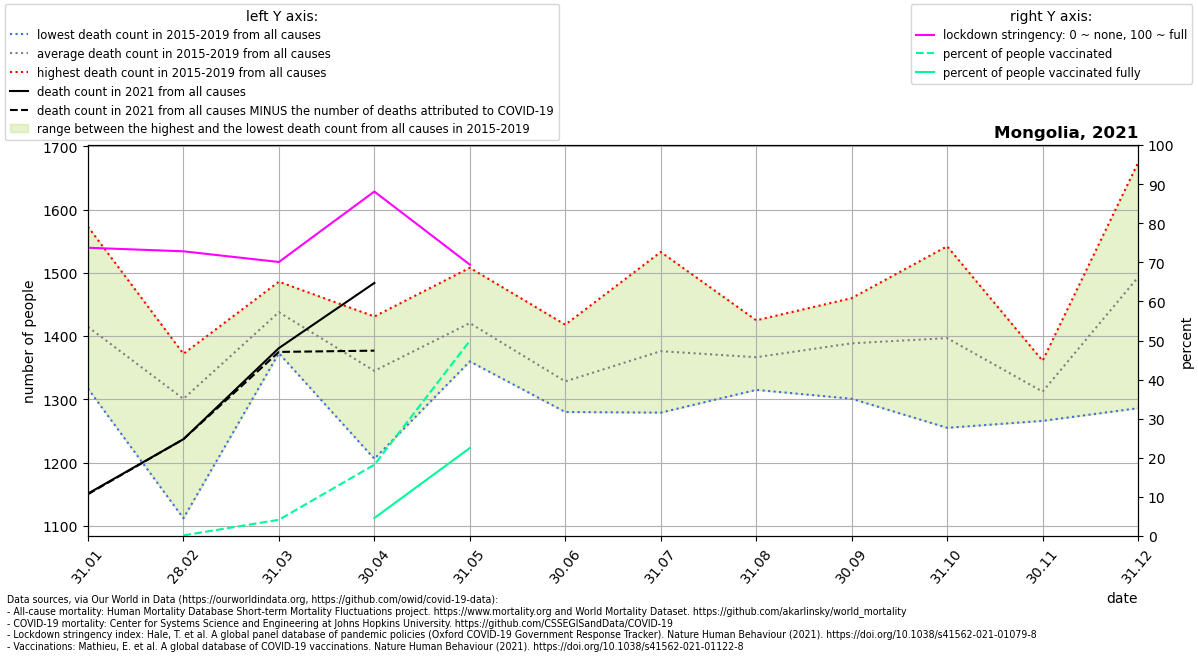 left Y axis:
lowest death count in 2015-2019 from all causes
average death count in 2015-2019 from all causes
highest death count in 2015-2019 from all causes
death count in 2021 from all causes
death count in 2021 from all causes MINUS the number of deaths attributed to COVID-19
range between the highest and the lowest death count from all causes in 2015-2019
right Y axis:
lockdown stringency: 0 ~ none, 100 ~ full
percent of people vaccinated
percent of people vaccinated fully
Mongolia, 2021
1700
1600
1500
1400
1300
1200
1100
number of people
100
90
80
70
60
50
40
30
20
10
0
percent
31.01
28.02
31.03
30.04
31.05
30.06
31.07
31.08
30.09
31.10
30.11
31.12
date
Data sources, via Our World in Data (https://ourworldindata.org, https://github.com/owid/covid-19-data):
- All-cause mortality: Human Mortality Database Short-term Mortality Fluctuations project. https://www.mortality.org and World Mortality Dataset. https://github.com/akarlinsky/world_mortality
- COVID-19 mortality: Center for Systems Science and Engineering at Johns Hopkins University. https://github.com/CSSEGISandData/COVID-19
- Lockdown stringency index: Hale, T. et al. A global panel database of pandemic policies (Oxford COVID-19 Government Response Tracker). Nature Human Behaviour (2021). https://doi.org/10.1038/s41562-021-01079-8
- Vaccinations: Mathieu, E. et al. A global database of COVID-19 vaccinations. Nature Human Behaviour (2021). https://doi.org/10.1038/s41562-021-01122-8